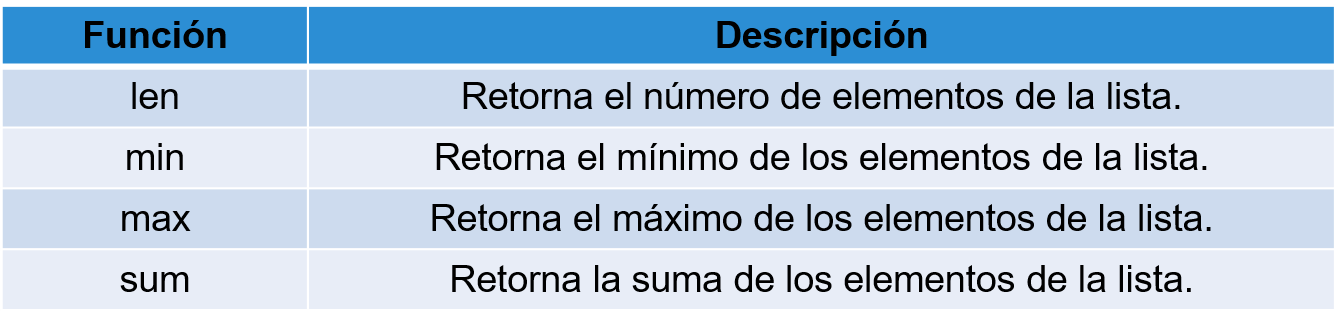 Función Descripción
len Retorna el número de elementos de la lista.
min Retorna el mínimo de los elementos de la lista.
max Retorna el máximo de los elementos de la lista.
sum Retorna la suma de los elementos de la lista.